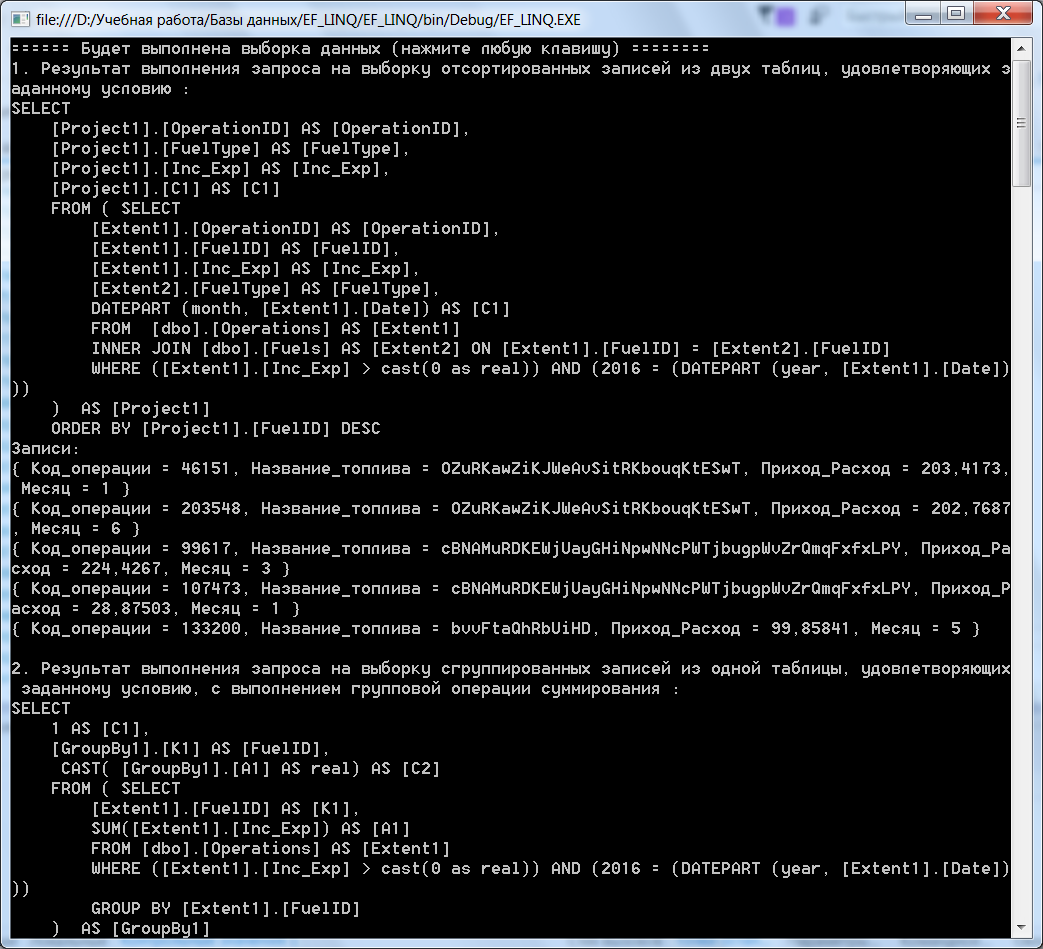 file:///D:/Учебная работа/Базы данных/EF_LINQ/EF_LINQ/bin/Debug/EF_LINQ.EXE
====== Будет выполнена выборка данных (нажмите любую клавишу) ========
1. Результат выполнения запроса на выборку отсортированных записей из двух таблиц, удовлетворяющих з
аданному условию :
SELECT
    [Project1].[OperationID] AS [OperationID],
    [Project1].[FuelType] AS [FuelType],
    [Project1].[Inc_Exp] AS [Inc_Exp],
    [Project1].[C1] AS [C1]
    FROM ( SELECT
        [Extent1].[OperationID] AS [OperationID],
        [Extent1].[FuelID] AS [FuelID],
        [Extent1].[Inc_Exp] AS [Inc_Exp],
        [Extent2].[FuelType] AS [FuelType],
        DATEPART (month, [Extent1].[Date]) AS [C1]
        FROM  [dbo].[Operations] AS [Extent1]
        INNER JOIN [dbo].[Fuels] AS [Extent2] ON [Extent1].[FuelID] = [Extent2].[FuelID]
        WHERE ([Extent1].[Inc_Exp] > cast(0 as real)) AND (2016 = (DATEPART (year, [Extent1].[Date])
))
    )  AS [Project1]
    ORDER BY [Project1].[FuelID] DESC
Записи:
{ Код_операции = 46151, Название_топлива = OZuRKawZiKJWeAvSitRKbouqKtESwT, Приход_Расход = 203,4173,
 Месяц = 1 }
{ Код_операции = 203548, Название_топлива = OZuRKawZiKJWeAvSitRKbouqKtESwT, Приход_Расход = 202,7687
, Месяц = 6 }
{ Код_операции = 99617, Название_топлива = cBNAMuRDKEWjUayGHiNpwNNcPWTjbugpWvZrQmqFxfxLPY, Приход_Ра
сход = 224,4267, Месяц = 3 }
{ Код_операции = 107473, Название_топлива = cBNAMuRDKEWjUayGHiNpwNNcPWTjbugpWvZrQmqFxfxLPY, Приход_Р
асход = 28,87503, Месяц = 1 }
{ Код_операции = 133200, Название_топлива = bvvFtaQhRbUiHD, Приход_Расход = 99,85841, Месяц = 5 }
2. Результат выполнения запроса на выборку сгруппированных записей из одной таблицы, удовлетворяющих
 заданному условию, с выполнением групповой операции суммирования :
SELECT
    1 AS [C1],
    [GroupBy1].[K1] AS [FuelID],
     CAST( [GroupBy1].[A1] AS real) AS [C2]
    FROM ( SELECT
        [Extent1].[FuelID] AS [K1],
        SUM([Extent1].[Inc_Exp]) AS [A1]
        FROM [dbo].[Operations] AS [Extent1]
        WHERE ([Extent1].[Inc_Exp] > cast(0 as real)) AND (2016 = (DATEPART (year, [Extent1].[Date])
))
        GROUP BY [Extent1].[FuelID]
    )  AS [GroupBy1]